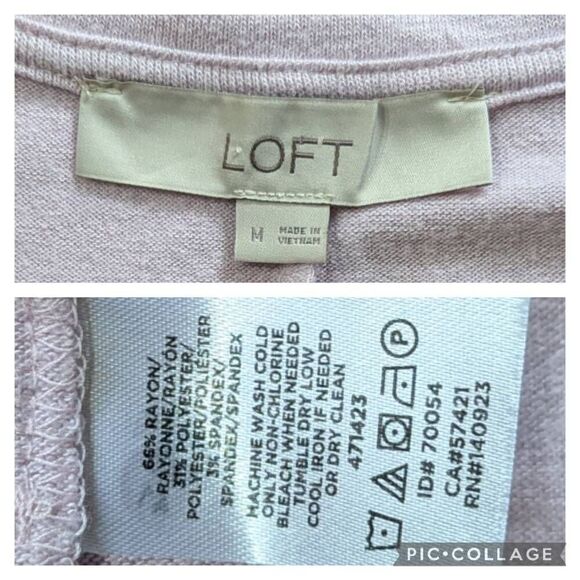 LOFT
M
MADE IN
VIETNAM
66% RAYON/
RAYONNE/RAYÓN
31% POLYESTER/
POLYESTER/POLIÉSTER
3% SPANDEX/
SPANDEX/SPANDEX
MACHINE WASH COLD
ONLY NON-CHLORINE
BLEACH WHEN NEEDED
TUMBLE DRY LOW
COOL IRON IF NEEDED
OR DRY CLEAN
471423
P
ID# 70054
CA#57421
RN#140923
PIC•COLLAGE